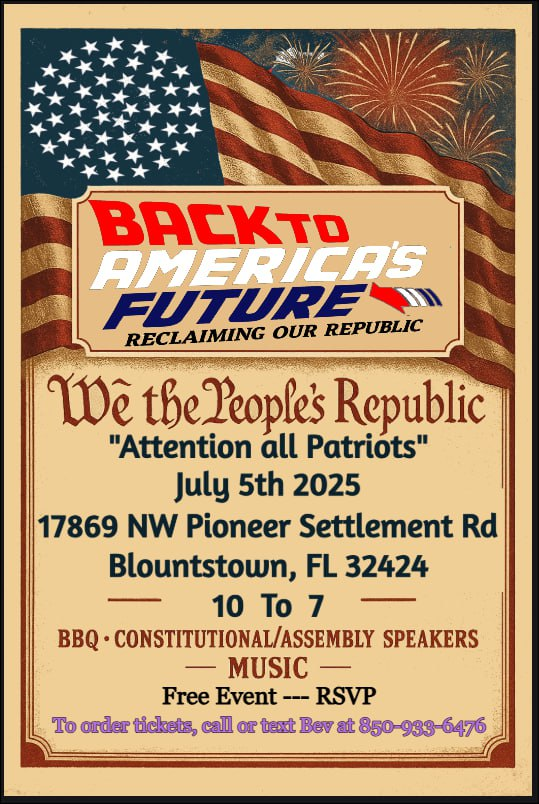 BACK TO
AMERICA'S
FUTURE
RECLAIMING OUR REPUBLIC
Wē the People's Republic
"Attention all Patriots"
July 5th 2025
17869 NW Pioneer Settlement Rd
Blountstown, FL 32424
10 To 7
BBQ · CONSTITUTIONAL/ASSEMBLY SPEAKERS
— MUSIC —
Free Event --- RSVP
To order tickets, call or text Bev at 850-933-6476